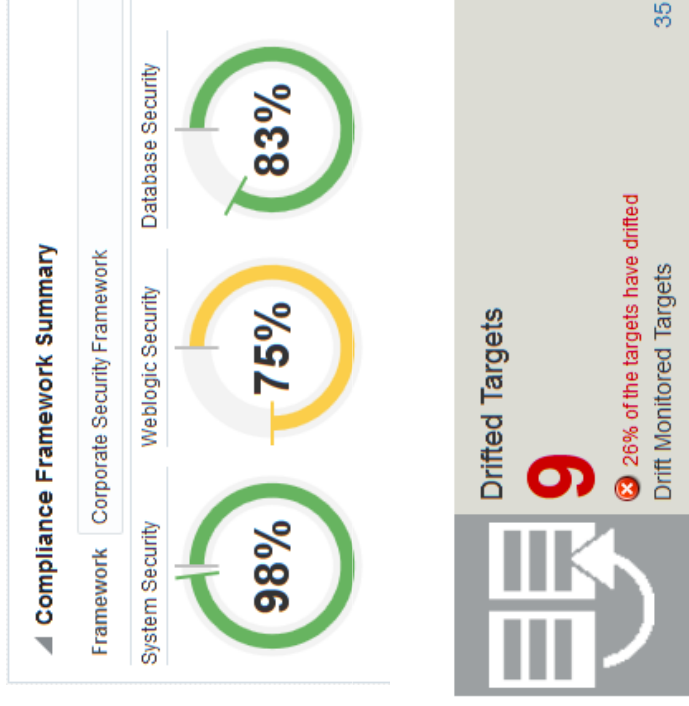 Compliance Framework Summary
Framework Corporate Security Framework
System Security Weblogic Security Database Security
98% 75% 83%
Drifted Targets
9
26% of the targets have drifted
Drift Monitored Targets 35